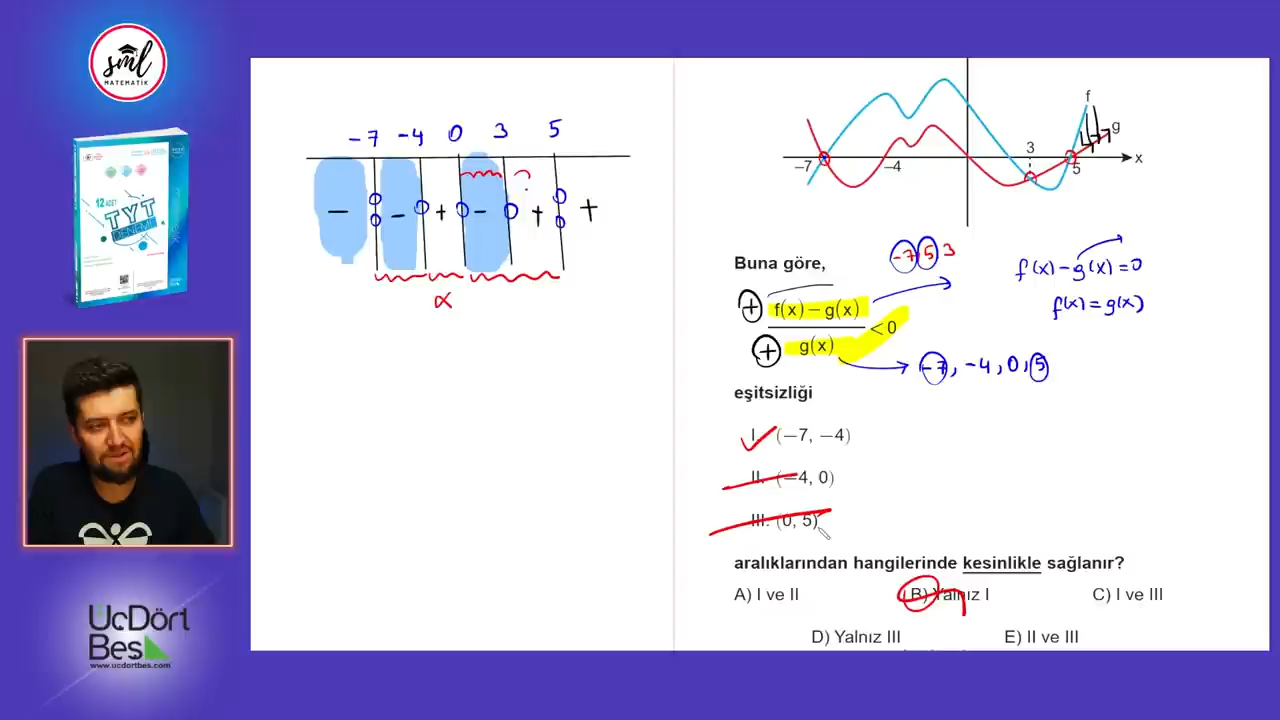 sml
MATEMATİK
12 ADET
TYT
DENEME
ÜcDört
Beş
www.ucdortbes.com
-7 -4 0 3 5
- - + - + +
α
f
g
3
-7
-4
5
x
Buna göre,
-7 5 3
f(x) - g(x) = 0
f(x) = g(x)
+ f(x) – g(x)
< 0
+ g(x)
-7, -4, 0, 5
eşitsizliği
I. (–7, –4)
II. (–4, 0)
III. (0, 5)
aralıklarından hangilerinde kesinlikle sağlanır?
A) I ve II B) Yalnız I C) I ve III
D) Yalnız III E) II ve III